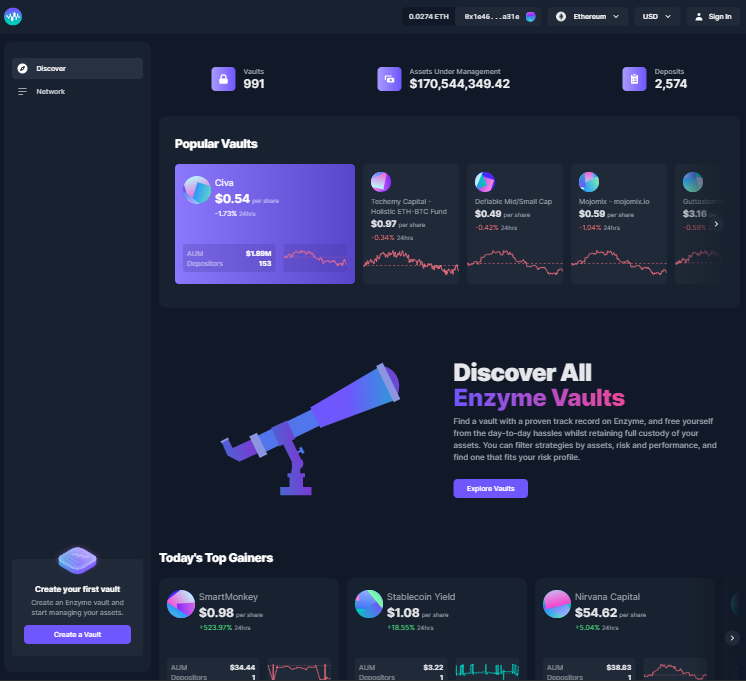 0.0274 ETH
0x1e46...a31e
Ethereum
USD
Sign In
Discover
Network
Vaults
991
Assets Under Management
$170,544,349.42
Deposits
2,574
Popular Vaults
Civa
$0.54 per share
-1.73% 24hrs
AUM $1.89M
Depositors 153
Techemy Capital -
Holistic ETH-BTC Fund
$0.97 per share
-0.34% 24hrs
Defiable Mid/Small Cap
$0.49 per share
-0.42% 24hrs
Mojomix - mojomix.io
$0.59 per share
-1.04% 24hrs
$3.16
-0.59%
Discover All
Enzyme Vaults
Find a vault with a proven track record on Enzyme, and free yourself
from the day-to-day hassles whilst retaining full custody of your
assets. You can filter strategies by assets, risk and performance, and
find one that fits your risk profile.
Explore Vaults
Create your first vault
Create an Enzyme vault and
start managing your assets.
Create a Vault
Today's Top Gainers
SmartMonkey
$0.98 per share
+523.97% 24hrs
AUM $34.44
Depositors 1
Stablecoin Yield
$1.08 per share
+18.55% 24hrs
AUM $3.22
Depositors 1
Nirvana Capital
$54.62 per share
+5.04% 24hrs
AUM $38.83
Depositors 1